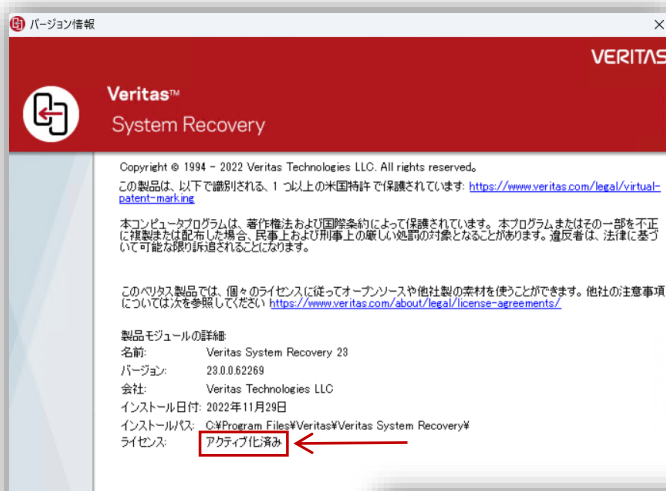 バージョン情報
VERITAS
Veritas™
System Recovery
Copyright © 1994 - 2022 Veritas Technologies LLC. All rights reserved。
この製品は、以下で識別される、1 つ以上の米国特許で保護されています: https://www.veritas.com/legal/virtual-
patent-marking
本コンピュータプログラムは、著作権法および国際条約によって保護されています。本プログラムまたはその一部を不正
に複製または配布した場合、民事上および刑事上の厳しい処罰の対象となることがあります。違反者は、法律に基づ
いて可能な限り訴追されることになります。
このベリタス製品では、個々のライセンスに従ってオープンソースや他社製の素材を使うことができます。他社の注意事項
については次を参照してください https://www.veritas.com/about/legal/license-agreements/
製品モジュールの詳細:
名前: Veritas System Recovery 23
バージョン: 23.0.0.62269
会社: Veritas Technologies LLC
インストール日付: 2022年11月29日
インストールパス: C:¥Program Files¥Veritas¥Veritas System Recovery¥
ライセンス: アクティブ化済み